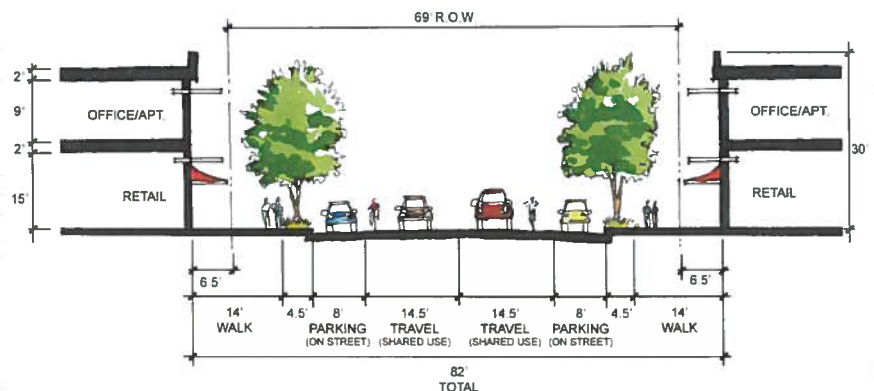 69' R.O.W.
2'
9'
2'
15'
OFFICE/APT.
RETAIL
OFFICE/APT.
RETAIL
30'
6.5'
6.5'
14' 4.5' 8' 14.5' 14.5' 8' 4.5' 14'
WALK PARKING TRAVEL TRAVEL PARKING WALK
(ON STREET) (SHARED USE) (SHARED USE) (ON STREET)
82'
TOTAL